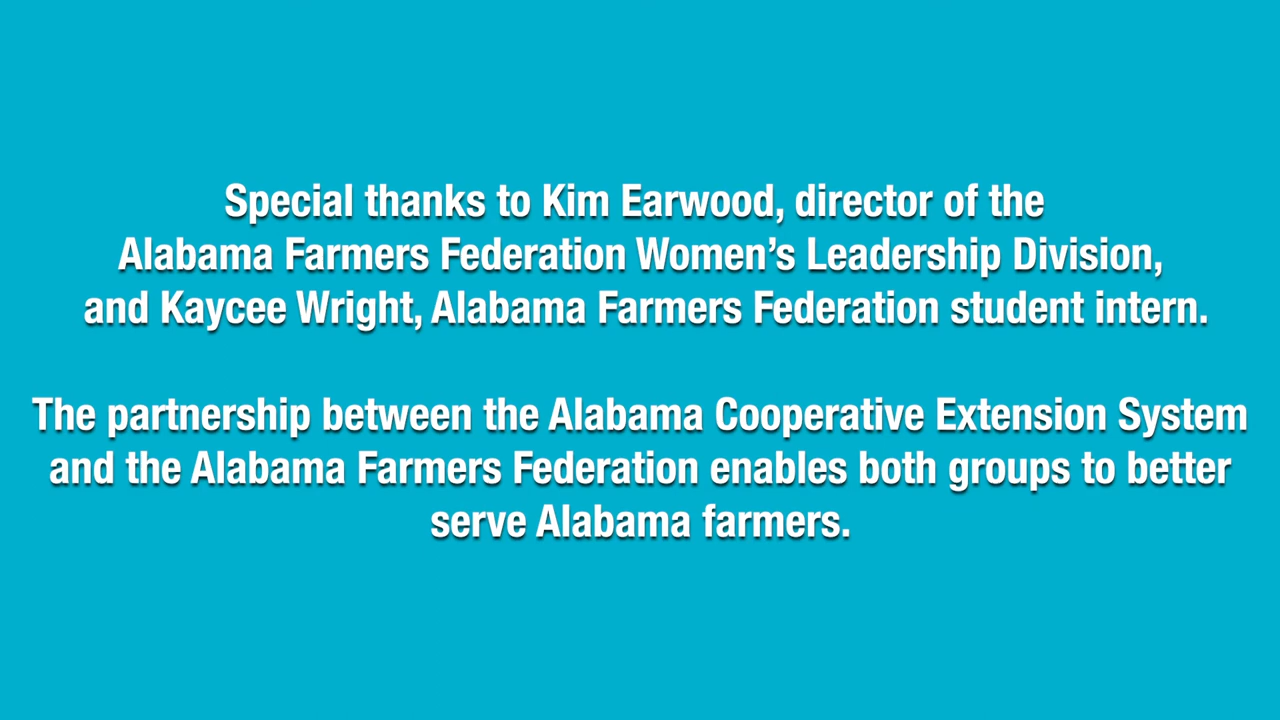 Special thanks to Kim Earwood, director of the
Alabama Farmers Federation Women’s Leadership Division,
and Kaycee Wright, Alabama Farmers Federation student intern.
The partnership between the Alabama Cooperative Extension System
and the Alabama Farmers Federation enables both groups to better
serve Alabama farmers.